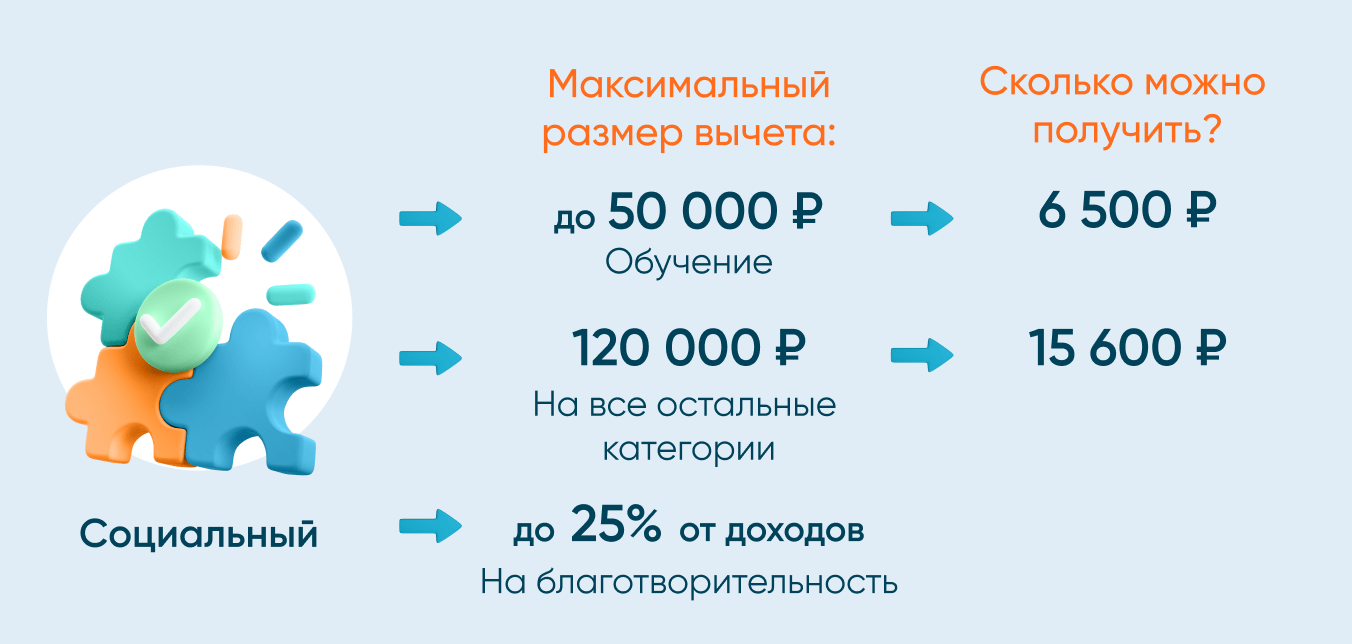 Максимальный
размер вычета:
Сколько можно
получить?
до 50 000 ₽
6 500 ₽
Обучение
120 000 ₽
15 600 ₽
На все остальные
категории
Социальный
до 25% от доходов
На благотворительность